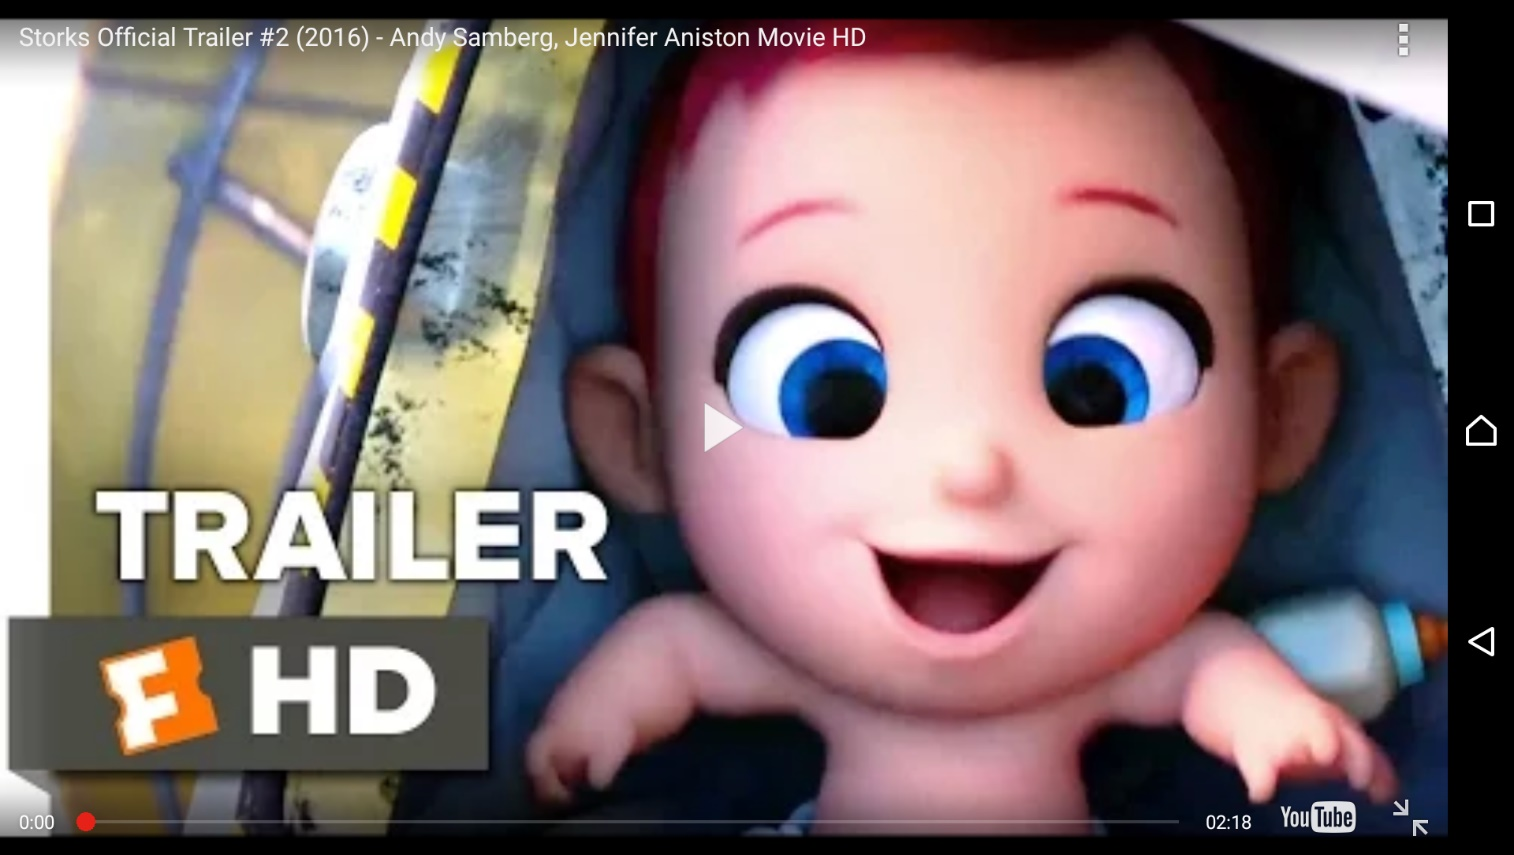 Storks Official Trailer #2 (2016) - Andy Samberg, Jennifer Aniston Movie HD
TRAILER
F HD
0:00
02:18
YouTube